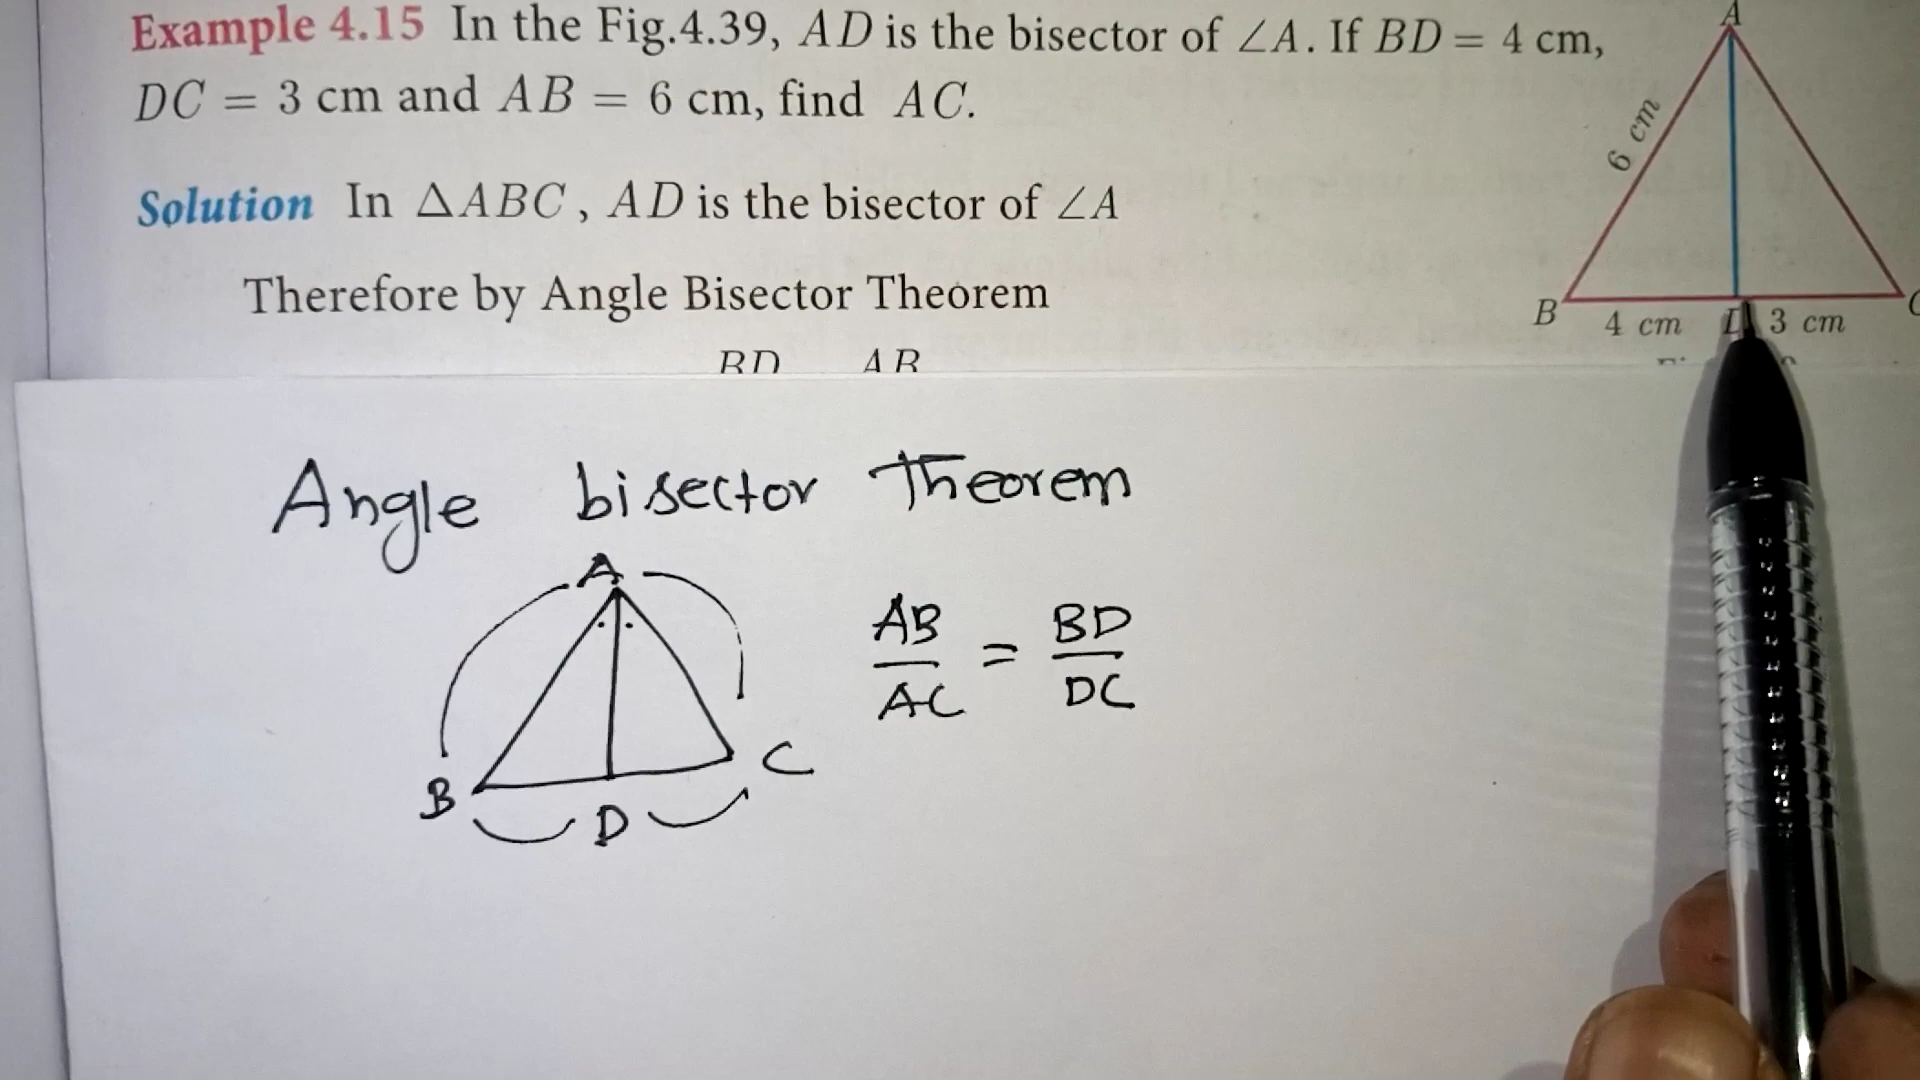 Example 4.15 In the Fig.4.39, AD is the bisector of ∠A. If BD = 4 cm,
DC = 3 cm and AB = 6 cm, find AC.
Solution In △ABC, AD is the bisector of ∠A
Therefore by Angle Bisector Theorem
BD AB
A
6 cm
B 4 cm D 3 cm C
Angle bisector Theorem
A
B D C
AB/AC = BD/DC